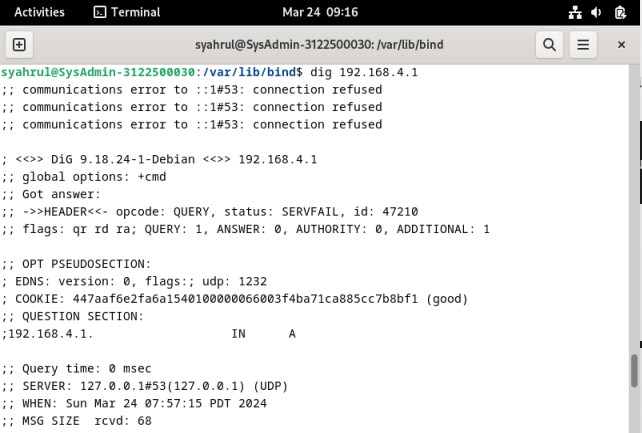 Activities Terminal Mar 24 09:16
syahrul@SysAdmin-3122500030: /var/lib/bind
syahrul@SysAdmin-3122500030:/var/lib/bind$ dig 192.168.4.1
;; communications error to ::1#53: connection refused
;; communications error to ::1#53: connection refused
;; communications error to ::1#53: connection refused
; <<>> DiG 9.18.24-1-Debian <<>> 192.168.4.1
;; global options: +cmd
;; Got answer:
;; ->>HEADER<<- opcode: QUERY, status: SERVFAIL, id: 47210
;; flags: qr rd ra; QUERY: 1, ANSWER: 0, AUTHORITY: 0, ADDITIONAL: 1
;; OPT PSEUDOSECTION:
; EDNS: version: 0, flags:; udp: 1232
; COOKIE: 447aaf6e2fa6a1540100000066003f4ba71ca885cc7b8bf1 (good)
;; QUESTION SECTION:
;192.168.4.1. IN A
;; Query time: 0 msec
;; SERVER: 127.0.0.1#53(127.0.0.1) (UDP)
;; WHEN: Sun Mar 24 07:57:15 PDT 2024
;; MSG SIZE rcvd: 68